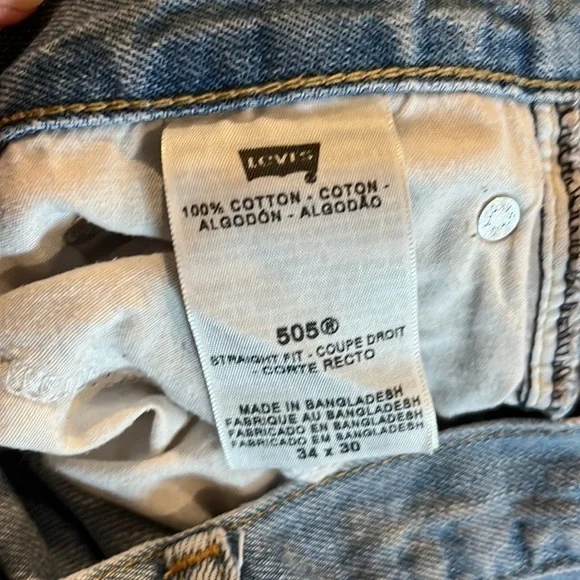 LEVI'S
®
100% COTTON - COTON -
ALGODÓN - ALGODÃO
505®
STRAIGHT FIT - COUPE DROIT
- CORTE RECTO
MADE IN BANGLADESH
FABRIQUE AU BANGLADESH
FABRICADO EN BANGLADESH
FABRICADO EM BANGLADESH
34 x 30